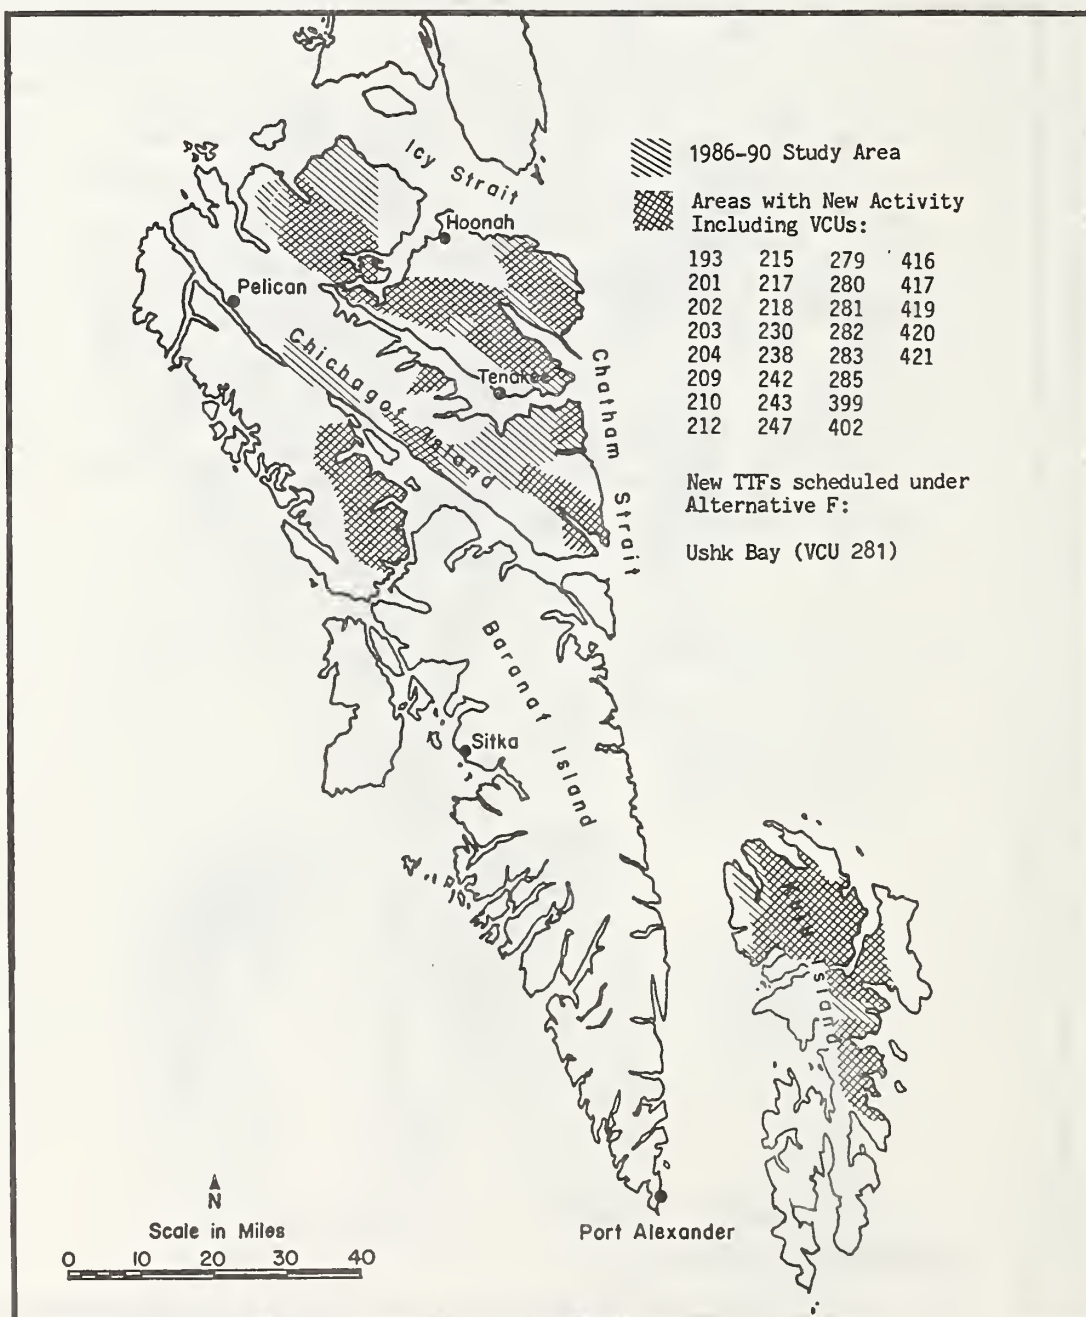 Icy Strait
1986-90 Study Area
Areas with New Activity
Including VCUs:
193 215 279 416
201 217 280 417
202 218 281 419
203 230 282 420
204 238 283 421
209 242 285
210 243 399
212 247 402
New TTFs scheduled under
Alternative F:
Ushk Bay (VCU 281)
Hoonah
Pelican
Chichagof Island
Tenakee
Chatham Strait
Baranof Island
Sitka
Kuiu Island
Port Alexander
N
Scale in Miles
0 10 20 30 40